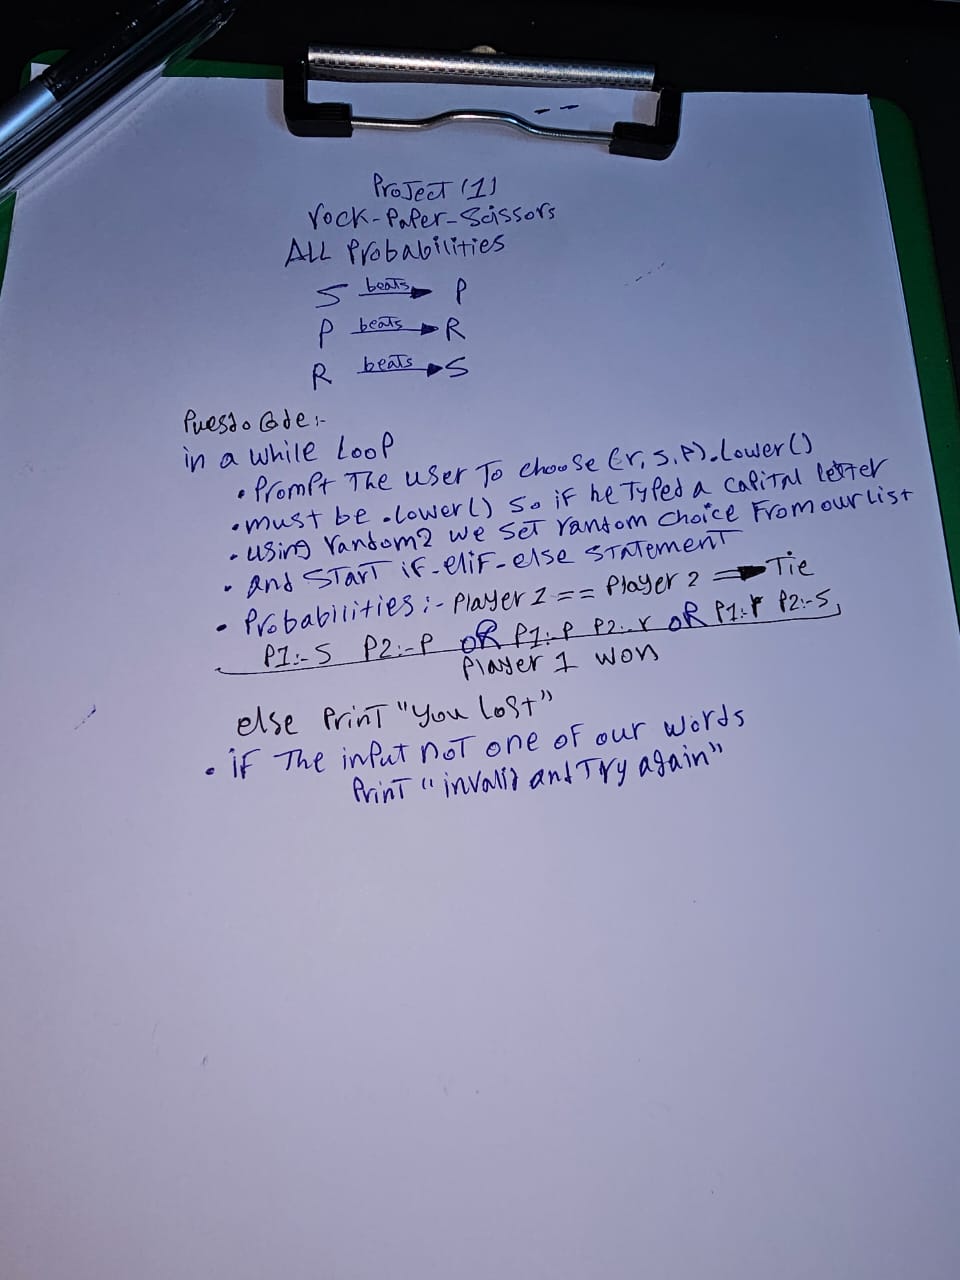 ProJect (1)
rock-Paper-Scissors
ALL Probabilities
S beats P
P beats R
R beats S
Puesdo Code:-
in a while Loop
• Prompt The user To choose (r, s, P).Lower()
• must be .Lower() So if he Typed a capital letter
• using random2 we set random choice From our List
• and START if-elif-else STATEMENT
• Probabilities:- Player 1 == Player 2 Tie
P1:- S P2:-P OR P1:-P P2:-r OR P1:-r P2:-S,
Player 1 won
else PrinT "You Lost"
• if The input noT one of our words
PrinT "invalid and Try again"